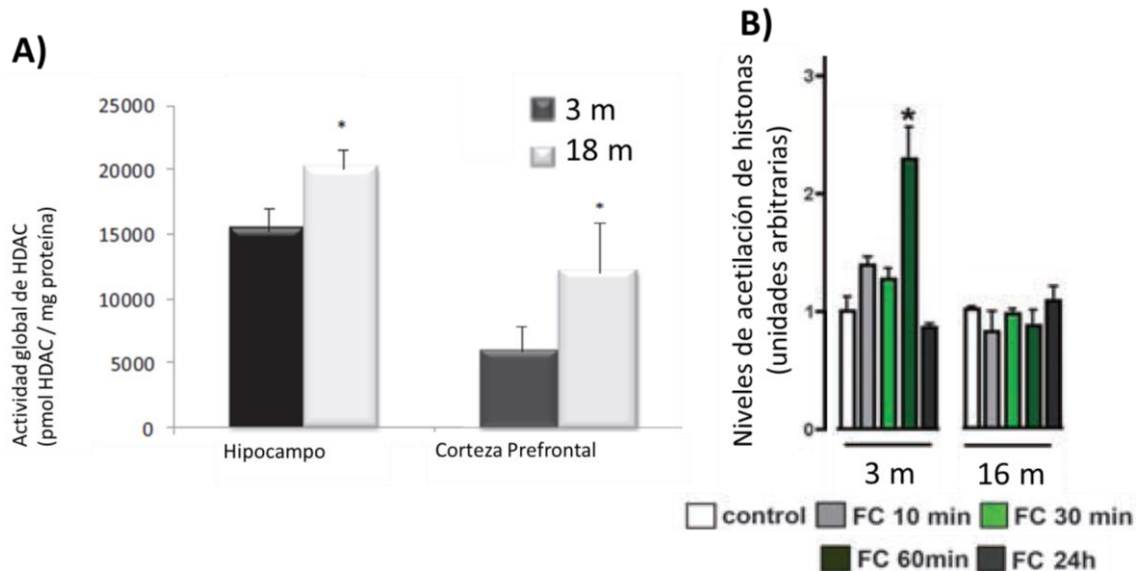 A)
Actividad global de HDAC
(pmol HDAC / mg proteína)
25000
20000
15000
10000
5000
0
*
*
3 m
18 m
Hipocampo
Corteza Prefrontal
B)
Niveles de acetilación de histonas
(unidades arbitrarias)
3
2
1
0
*
3 m
16 m
control
FC 10 min
FC 30 min
FC 60min
FC 24h